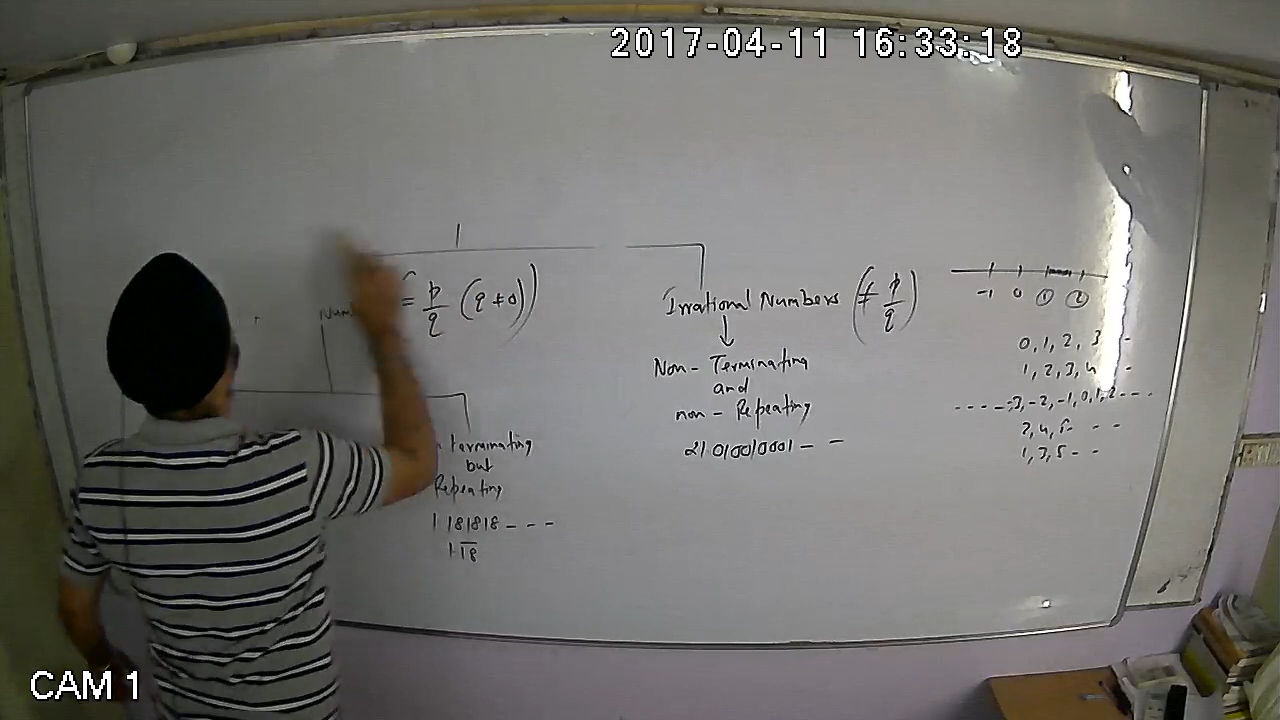 2017-04-11 16:33:18
= p/q (q ≠ 0))
Irrational Numbers (≠ p/q)
Non-Terminating
and
non-Repeating
terminating
but
Repeating
1 181818 - - -
-1 0 1 2
0, 1, 2, 3 -
1, 2, 3, 4 -
- - - - -3, -2, -1, 0, 1, 2 - - -
2, 4, 6 - - -
1, 3, 5 - -
CAM 1